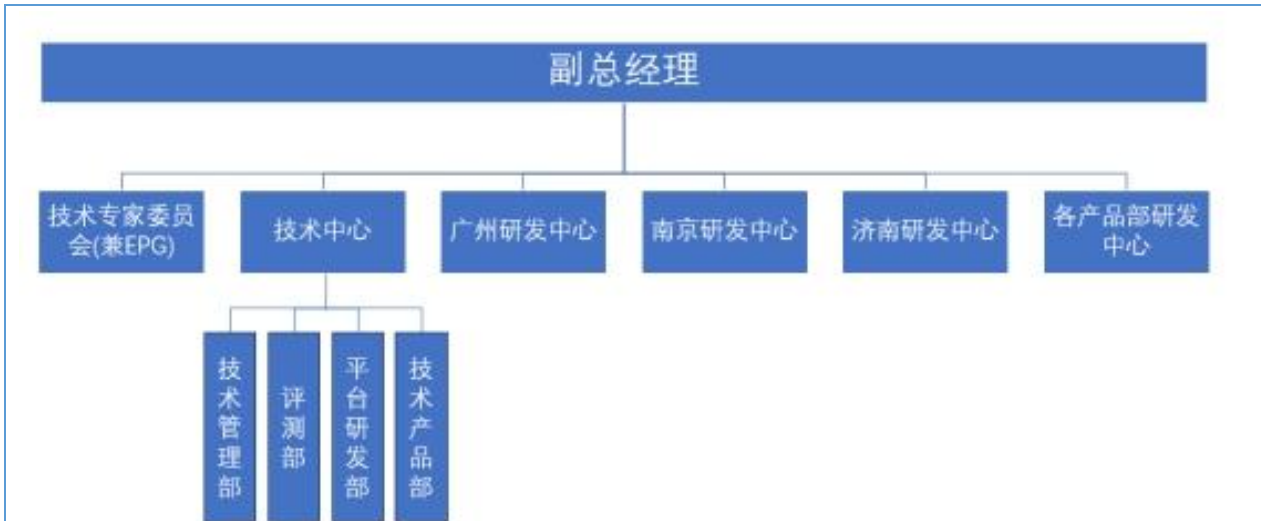 副总经理
技术专家委员
会(兼EPG)
技术中心
广州研发中心
南京研发中心
济南研发中心
各产品部研发
中心
技术管理部
评测部
平台研发部
技术产品部